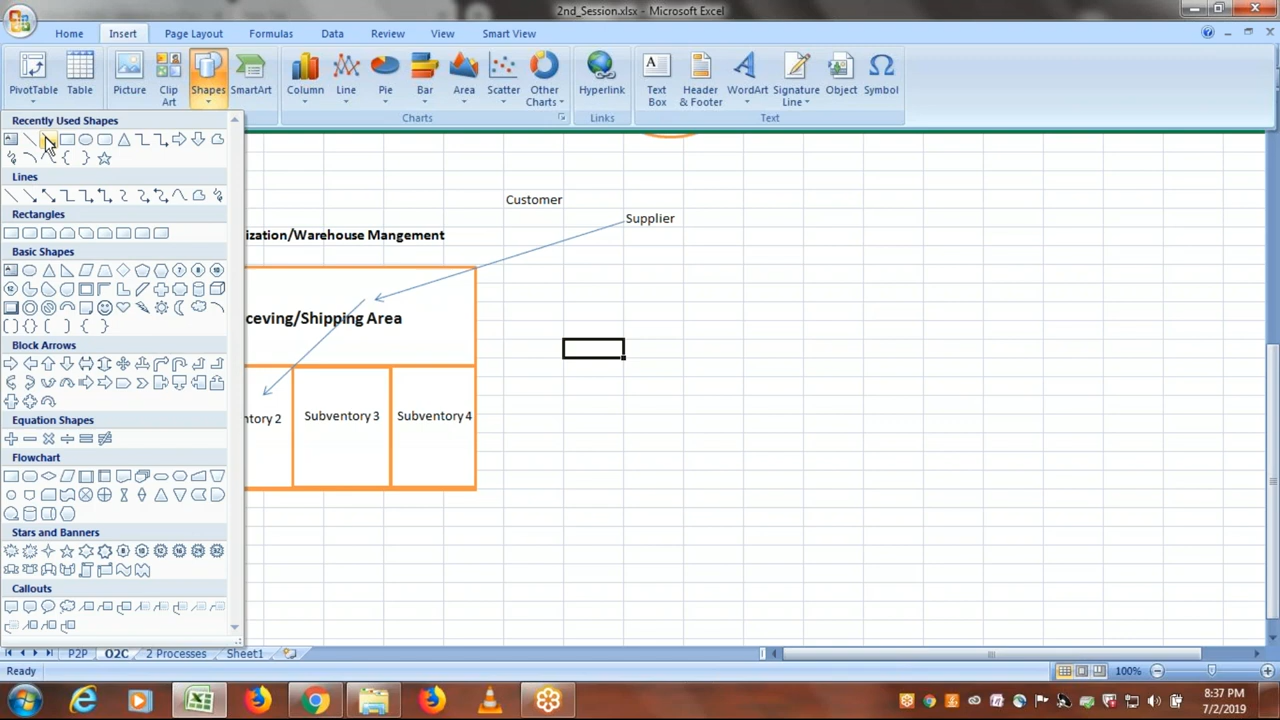 2nd_Session.xlsx - Microsoft Excel
Home Insert Page Layout Formulas Data Review View Smart View
PivotTable Table Picture Clip Art Shapes SmartArt Column Line Pie Bar Area Scatter Other Charts Hyperlink Text Box Header & Footer WordArt Signature Line Object Symbol
Charts Links Text
Recently Used Shapes
Lines
Rectangles
Basic Shapes
Block Arrows
Equation Shapes
Flowchart
Stars and Banners
Callouts
Customer
Supplier
ization/Warehouse Mangement
ceving/Shipping Area
ntory 2 Subventory 3 Subventory 4
P2P O2C 2 Processes Sheet1
Ready 100%
8:37 PM
7/2/2019